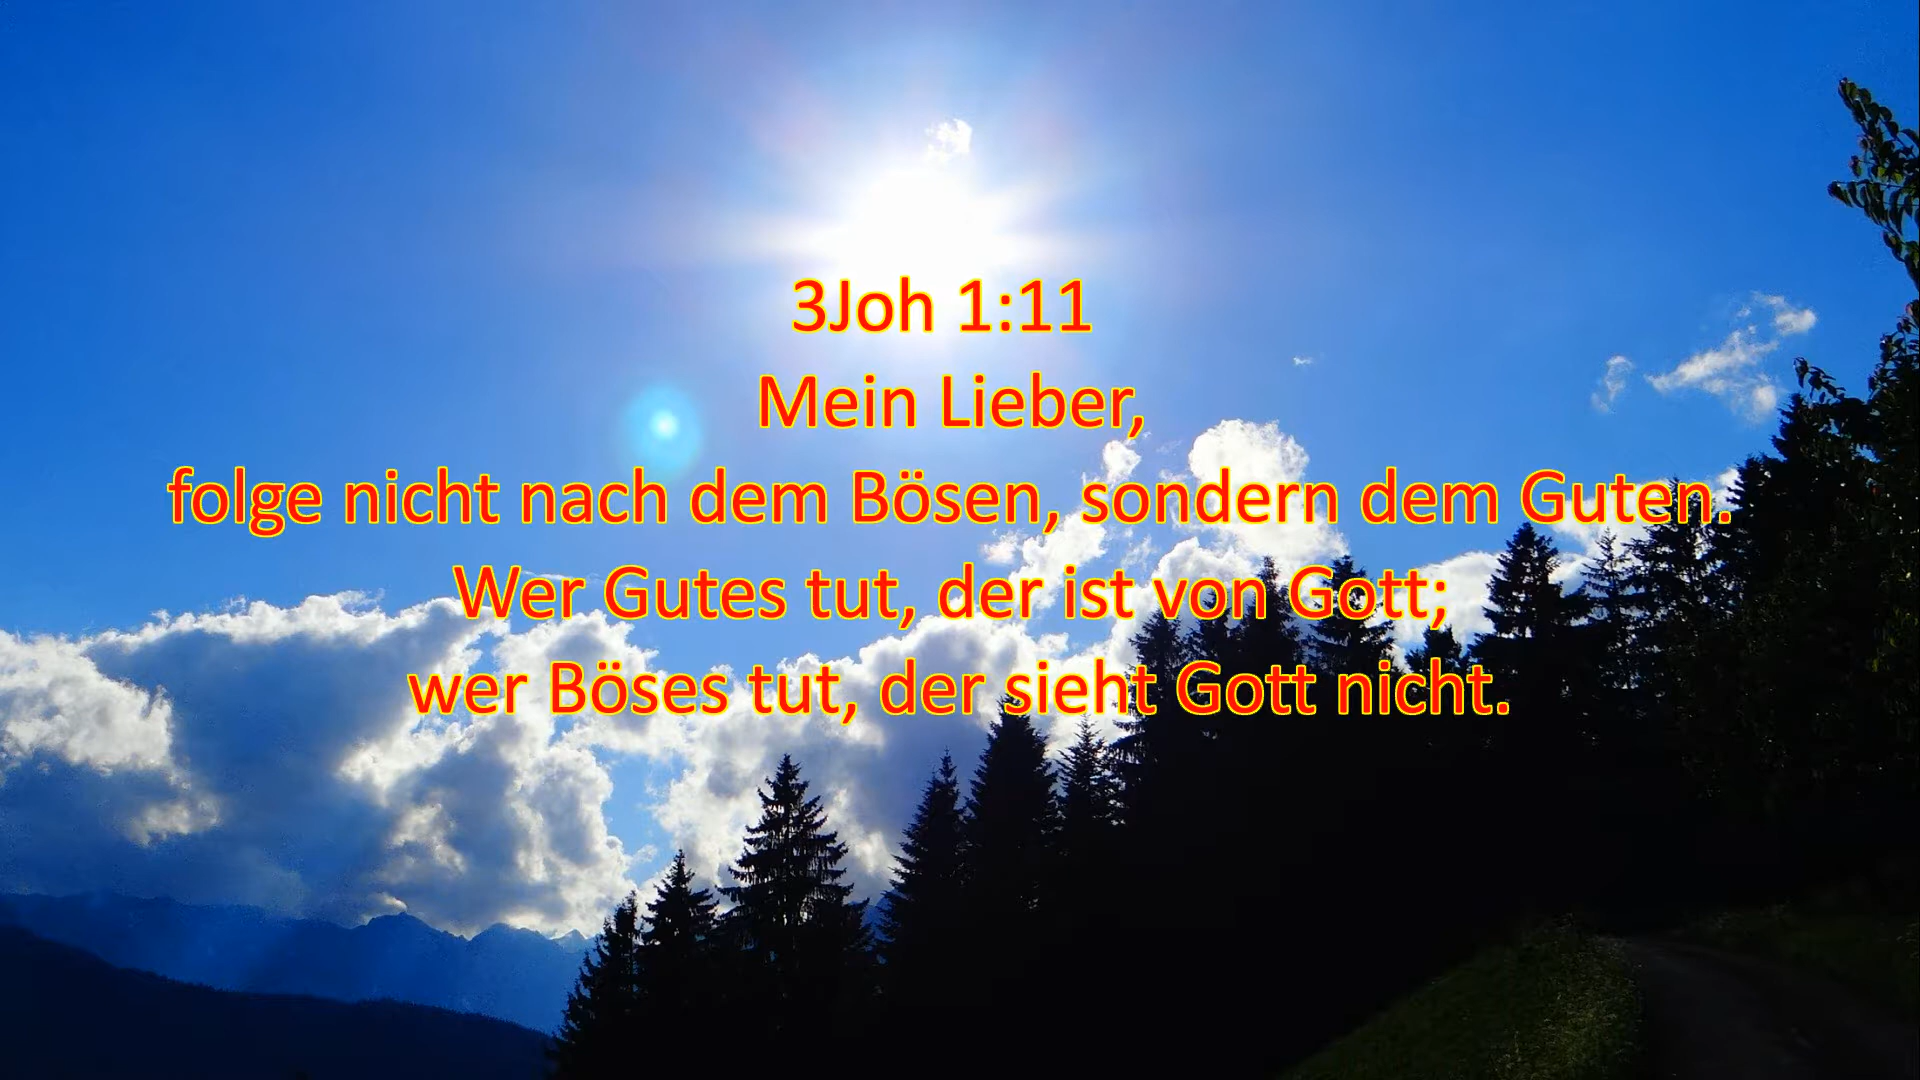 3Joh 1:11
Mein Lieber,
folge nicht nach dem Bösen, sondern dem Guten.
Wer Gutes tut, der ist von Gott;
wer Böses tut, der sieht Gott nicht.